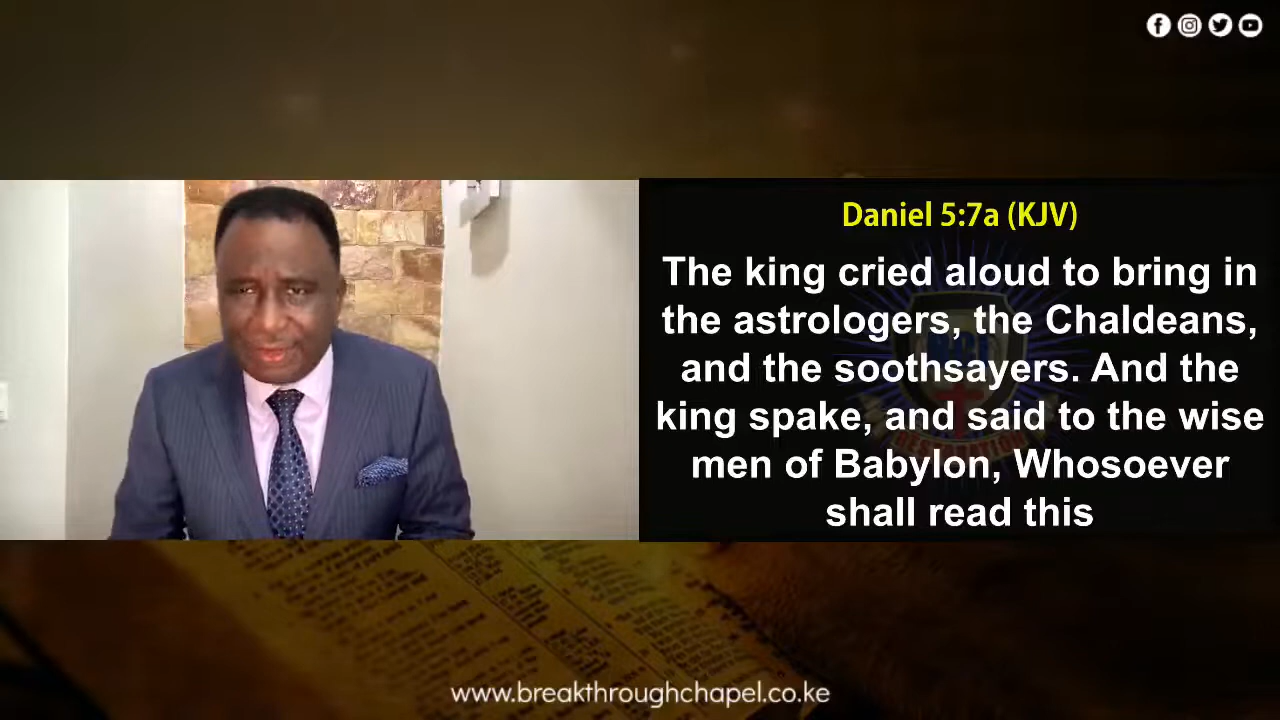 Daniel 5:7a (KJV)
The king cried aloud to bring in
the astrologers, the Chaldeans,
and the soothsayers. And the
king spake, and said to the wise
men of Babylon, Whosoever
shall read this
www.breakthroughchapel.co.ke